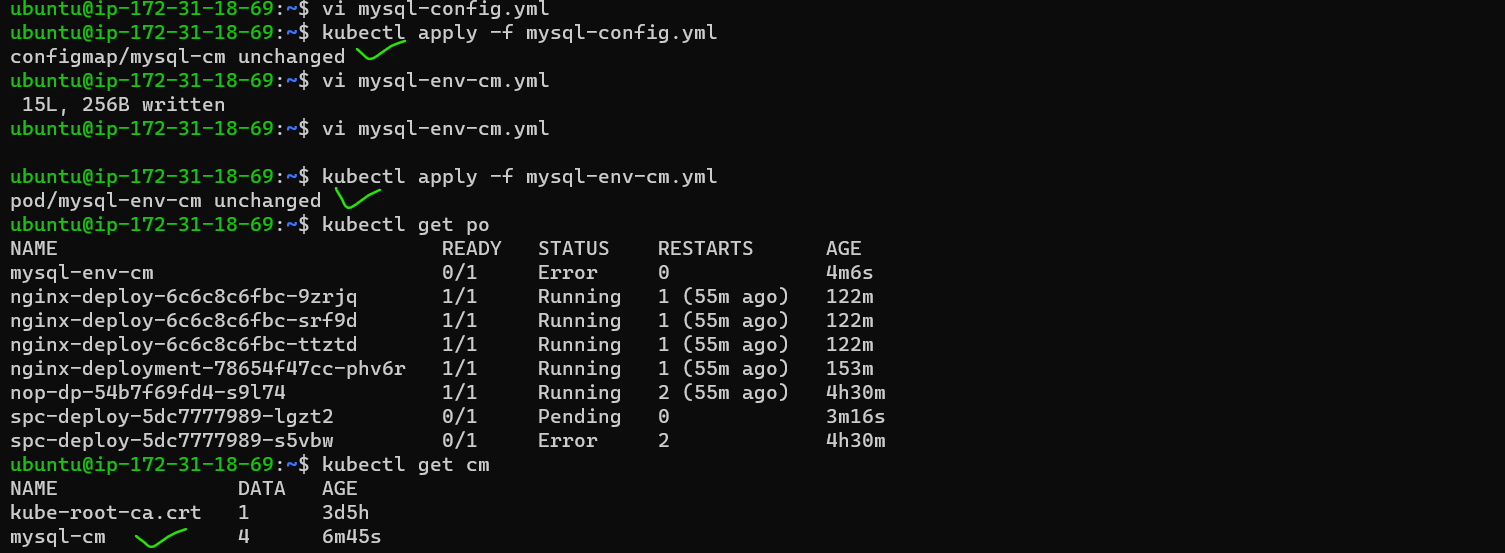 ubuntu@ip-172-31-18-69:~$ vi mysql-config.yml
ubuntu@ip-172-31-18-69:~$ kubectl apply -f mysql-config.yml
configmap/mysql-cm unchanged
ubuntu@ip-172-31-18-69:~$ vi mysql-env-cm.yml
 15L, 256B written
ubuntu@ip-172-31-18-69:~$ vi mysql-env-cm.yml
ubuntu@ip-172-31-18-69:~$ kubectl apply -f mysql-env-cm.yml
pod/mysql-env-cm unchanged
ubuntu@ip-172-31-18-69:~$ kubectl get po
NAME                                READY   STATUS    RESTARTS      AGE
mysql-env-cm                        0/1     Error     0             4m6s
nginx-deploy-6c6c8c6fbc-9zrjq       1/1     Running   1 (55m ago)   122m
nginx-deploy-6c6c8c6fbc-srf9d       1/1     Running   1 (55m ago)   122m
nginx-deploy-6c6c8c6fbc-ttztd       1/1     Running   1 (55m ago)   122m
nginx-deployment-78654f47cc-phv6r   1/1     Running   1 (55m ago)   153m
nop-dp-54b7f69fd4-s9l74             1/1     Running   2 (55m ago)   4h30m
spc-deploy-5dc7777989-lgzt2         0/1     Pending   0             3m16s
spc-deploy-5dc7777989-s5vbw         0/1     Error     2             4h30m
ubuntu@ip-172-31-18-69:~$ kubectl get cm
NAME               DATA   AGE
kube-root-ca.crt   1      3d5h
mysql-cm           4      6m45s